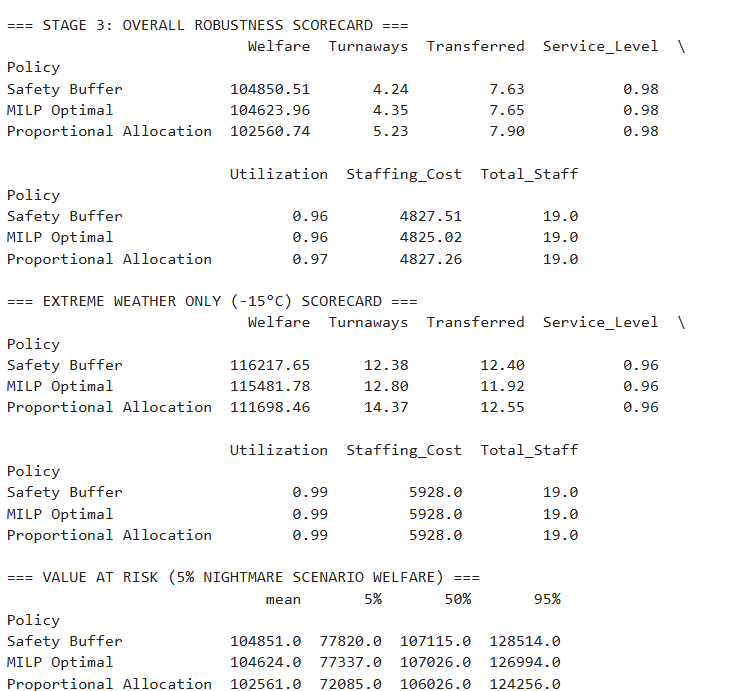 === STAGE 3: OVERALL ROBUSTNESS SCORECARD ===
                          Welfare  Turnaways  Transferred  Service_Level  \
Policy
Safety Buffer           104850.51       4.24         7.63           0.98
MILP Optimal            104623.96       4.35         7.65           0.98
Proportional Allocation 102560.74       5.23         7.90           0.98

                        Utilization  Staffing_Cost  Total_Staff
Policy
Safety Buffer                  0.96        4827.51         19.0
MILP Optimal                   0.96        4825.02         19.0
Proportional Allocation        0.97        4827.26         19.0

=== EXTREME WEATHER ONLY (-15°C) SCORECARD ===
                          Welfare  Turnaways  Transferred  Service_Level  \
Policy
Safety Buffer           116217.65      12.38        12.40           0.96
MILP Optimal            115481.78      12.80        11.92           0.96
Proportional Allocation 111698.46      14.37        12.55           0.96

                        Utilization  Staffing_Cost  Total_Staff
Policy
Safety Buffer                  0.99         5928.0         19.0
MILP Optimal                   0.99         5928.0         19.0
Proportional Allocation        0.99         5928.0         19.0

=== VALUE AT RISK (5% NIGHTMARE SCENARIO WELFARE) ===
                            mean       5%       50%       95%
Policy
Safety Buffer           104851.0  77820.0  107115.0  128514.0
MILP Optimal            104624.0  77337.0  107026.0  126994.0
Proportional Allocation 102561.0  72085.0  106026.0  124256.0